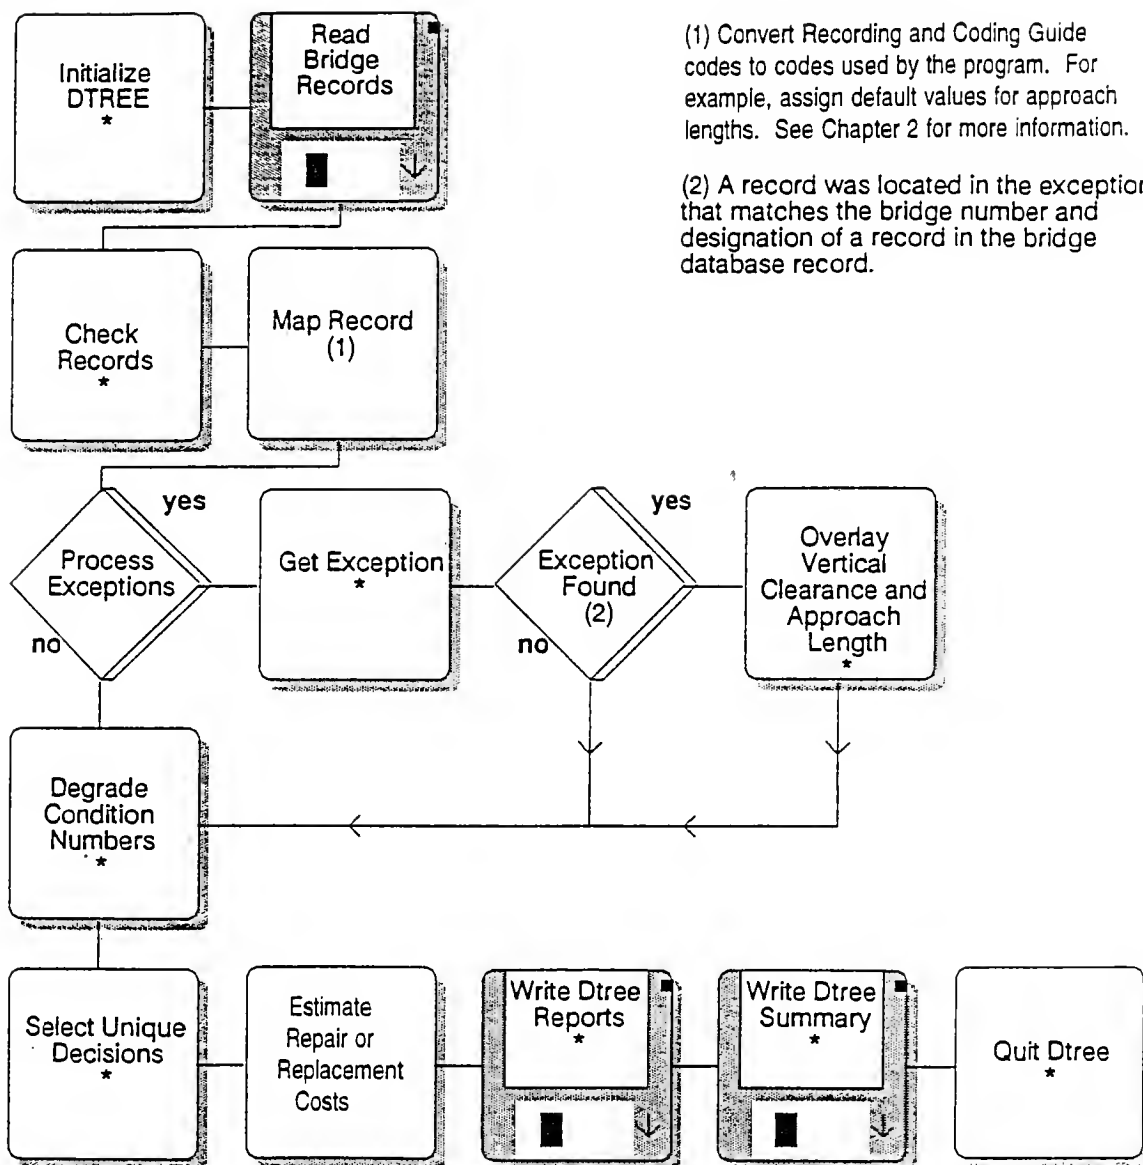 Initialize
DTREE
*
Read
Bridge
Records
(1) Convert Recording and Coding Guide
codes to codes used by the program. For
example, assign default values for approach
lengths. See Chapter 2 for more information.
(2) A record was located in the exception
that matches the bridge number and
designation of a record in the bridge
database record.
Check
Records
*
Map Record
(1)
Process
Exceptions
yes
no
Get Exception
*
Exception
Found
(2)
yes
no
Overlay
Vertical
Clearance and
Approach
Length
*
Degrade
Condition
Numbers
*
Select Unique
Decisions
*
Estimate
Repair or
Replacement
Costs
Write Dtree
Reports
*
Write Dtree
Summary
*
Quit Dtree
*